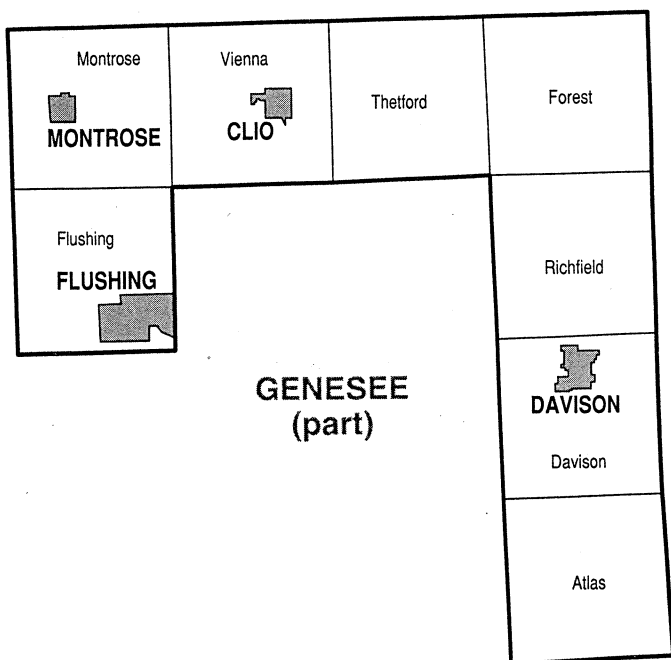 Montrose
Vienna
Thetford
Forest
MONTROSE
CLIO
Flushing
FLUSHING
Richfield
GENESEE
(part)
DAVISON
Davison
Atlas